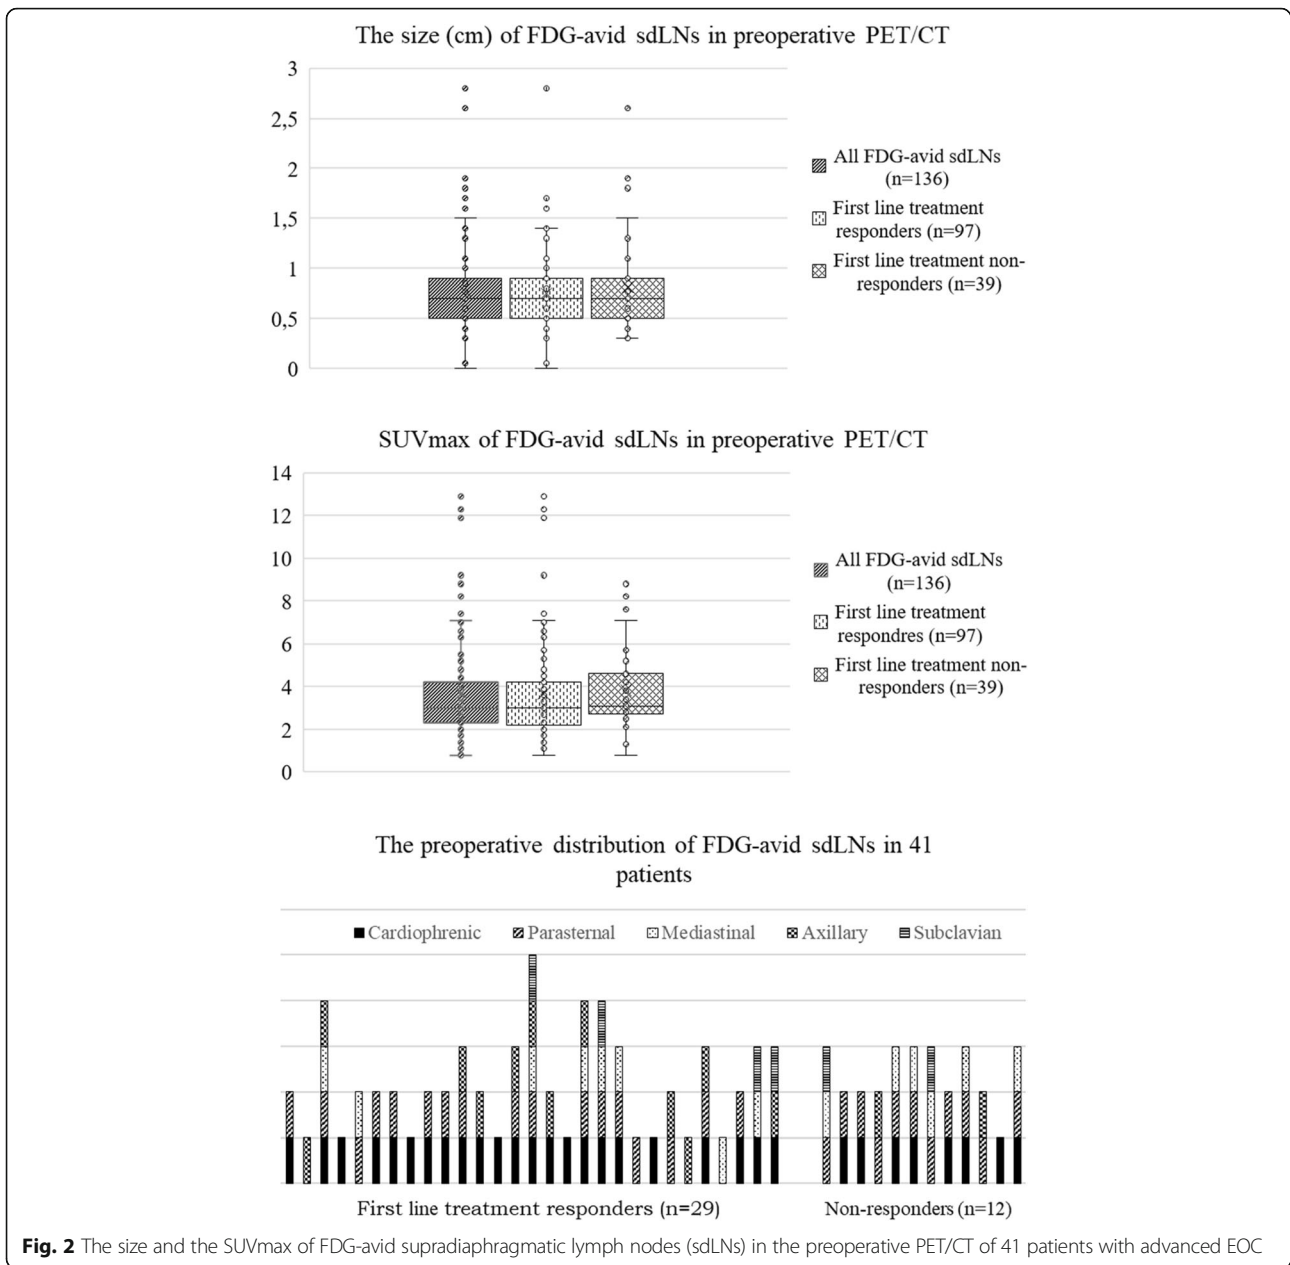 The size (cm) of FDG-avid sdLNs in preoperative PET/CT
3
2,5
2
1,5
1
0,5
0
All FDG-avid sdLNs
(n=136)
First line treatment
responders (n=97)
First line treatment non-
responders (n=39)
SUVmax of FDG-avid sdLNs in preoperative PET/CT
14
12
10
8
6
4
2
0
All FDG-avid sdLNs
(n=136)
First line treatment
respondres (n=97)
First line treatment non-
responders (n=39)
The preoperative distribution of FDG-avid sdLNs in 41
patients
Cardiophrenic Parasternal Mediastinal Axillary Subclavian
First line treatment responders (n=29) Non-responders (n=12)
Fig. 2 The size and the SUVmax of FDG-avid supradiaphragmatic lymph nodes (sdLNs) in the preoperative PET/CT of 41 patients with advanced EOC